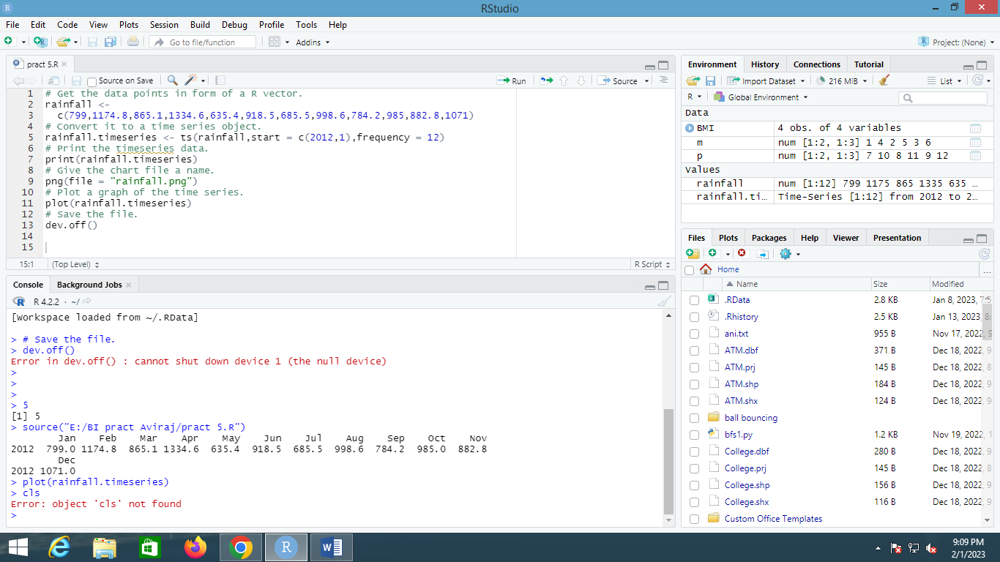 RStudio
File Edit Code View Plots Session Build Debug Profile Tools Help
Go to file/function Addins Project: (None)
pract 5.R
Source on Save Run Source
1 # Get the data points in form of a R vector.
2 rainfall <-
3 c(799,1174.8,865.1,1334.6,635.4,918.5,685.5,998.6,784.2,985,882.8,1071)
4 # Convert it to a time series object.
5 rainfall.timeseries <- ts(rainfall,start = c(2012,1),frequency = 12)
6 # Print the timeseries data.
7 print(rainfall.timeseries)
8 # Give the chart file a name.
9 png(file = "rainfall.png")
10 # Plot a graph of the time series.
11 plot(rainfall.timeseries)
12 # Save the file.
13 dev.off()
14
15
15:1 (Top Level) R Script
Console Background Jobs
R 4.2.2 · ~/
[Workspace loaded from ~/.RData]
> # Save the file.
> dev.off()
Error in dev.off() : cannot shut down device 1 (the null device)
>
>
>
> 5
[1] 5
> source("E:/BI pract Aviraj/pract 5.R")
Jan Feb Mar Apr May Jun Jul Aug Sep Oct Nov
2012 799.0 1174.8 865.1 1334.6 635.4 918.5 685.5 998.6 784.2 985.0 882.8
Dec
2012 1071.0
> plot(rainfall.timeseries)
> cls
Error: object 'cls' not found
>
Environment History Connections Tutorial
Import Dataset 216 MiB List
R Global Environment
Data
BMI 4 obs. of 4 variables
m num [1:2, 1:3] 1 4 2 5 3 6
p num [1:2, 1:3] 7 10 8 11 9 12
Values
rainfall num [1:12] 799 1175 865 1335 635 …
rainfall.ti… Time-Series [1:12] from 2012 to 2…
Files Plots Packages Help Viewer Presentation
Home ...
Name Size Modified
.RData 2.8 KB Jan 8, 2023, 7:5
.Rhistory 2.5 KB Jan 13, 2023, 8:
ani.txt 955 B Nov 17, 2022, 9
ATM.dbf 371 B Dec 18, 2022, 9
ATM.prj 145 B Dec 18, 2022, 8
ATM.shp 184 B Dec 18, 2022, 9
ATM.shx 124 B Dec 18, 2022, 9
ball bouncing
bfs1.py 1.2 KB Nov 19, 2022, 1
College.dbf 280 B Dec 18, 2022, 9
College.prj 145 B Dec 18, 2022, 8
College.shp 156 B Dec 18, 2022, 9
College.shx 116 B Dec 18, 2022, 9
Custom Office Templates
9:09 PM
2/1/2023